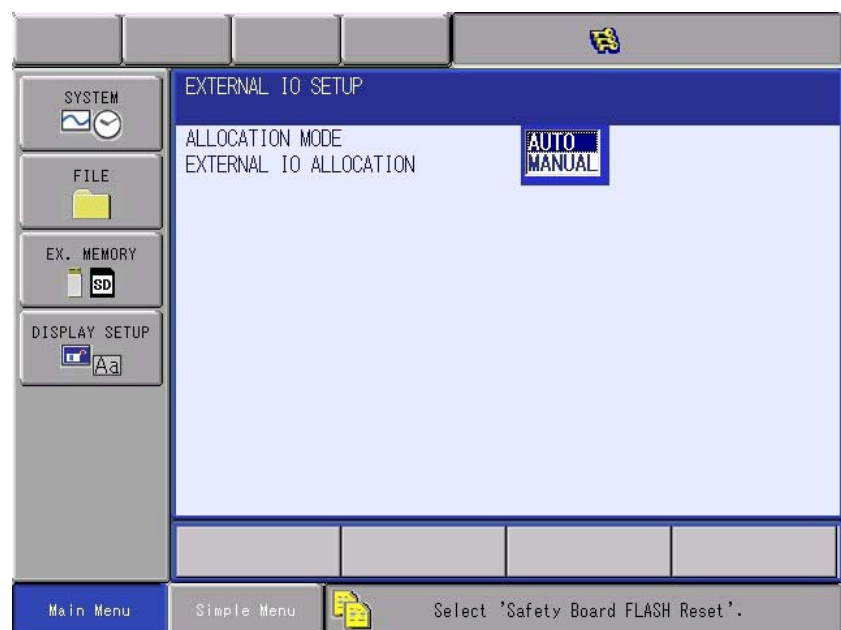 SYSTEM
FILE
EX. MEMORY
SD
DISPLAY SETUP
Aa
EXTERNAL IO SETUP
ALLOCATION MODE
AUTO
EXTERNAL IO ALLOCATION
MANUAL
Main Menu
Simple Menu
Select 'Safety Board FLASH Reset'.